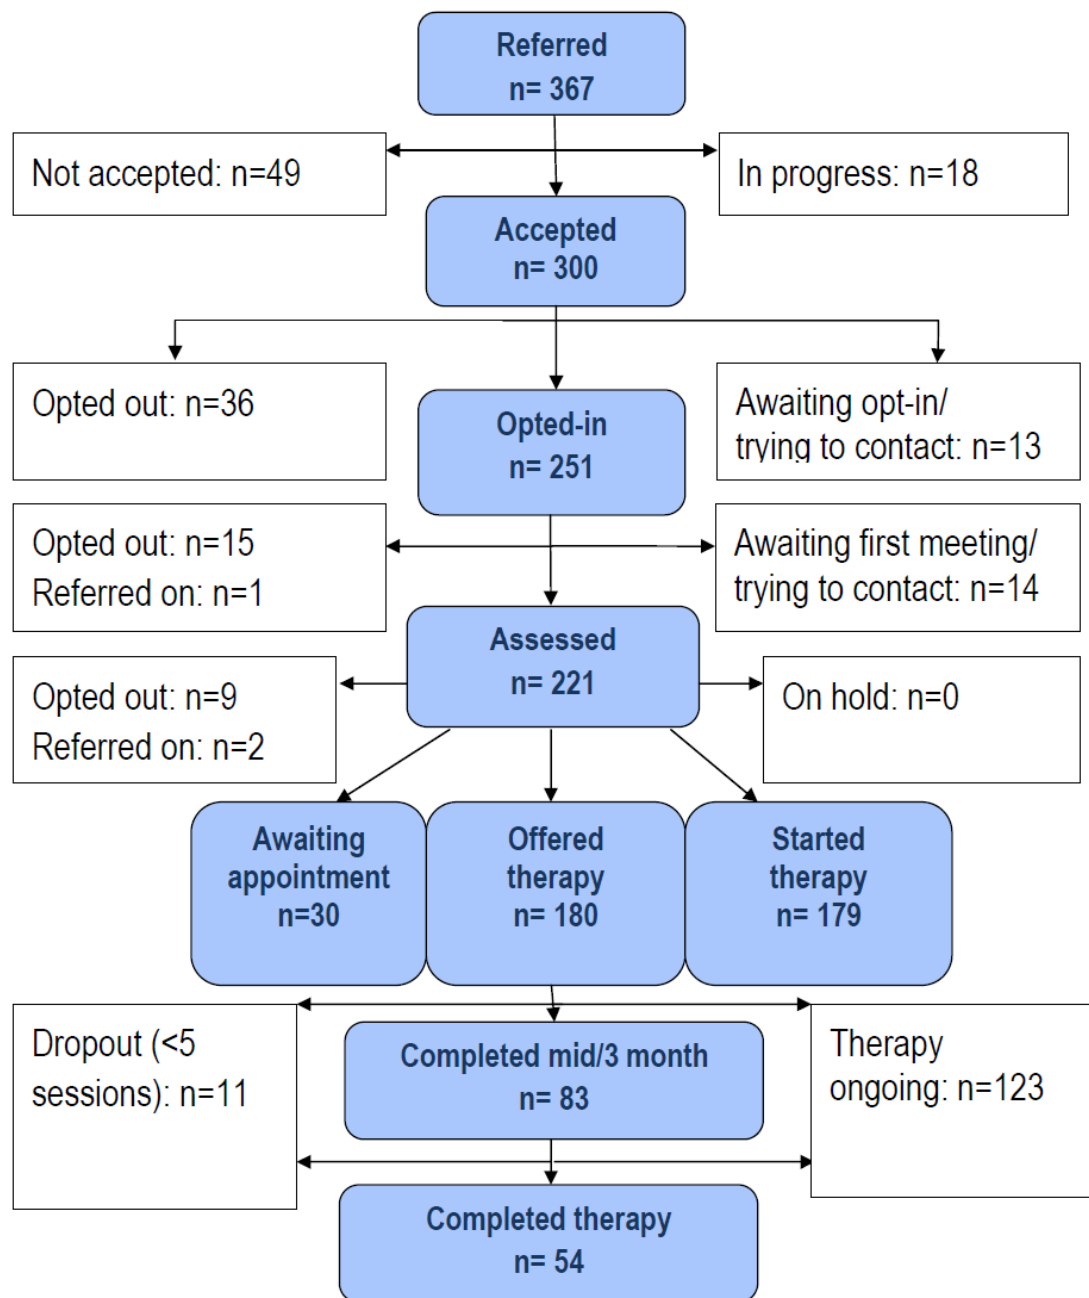 Referred
n= 367
Not accepted: n=49
In progress: n=18
Accepted
n= 300
Opted out: n=36
Opted-in
n= 251
Awaiting opt-in/
trying to contact: n=13
Opted out: n=15
Referred on: n=1
Awaiting first meeting/
trying to contact: n=14
Assessed
n= 221
Opted out: n=9
Referred on: n=2
On hold: n=0
Awaiting
appointment
n=30
Offered
therapy
n= 180
Started
therapy
n= 179
Dropout (<5
sessions): n=11
Completed mid/3 month
n= 83
Therapy
ongoing: n=123
Completed therapy
n= 54